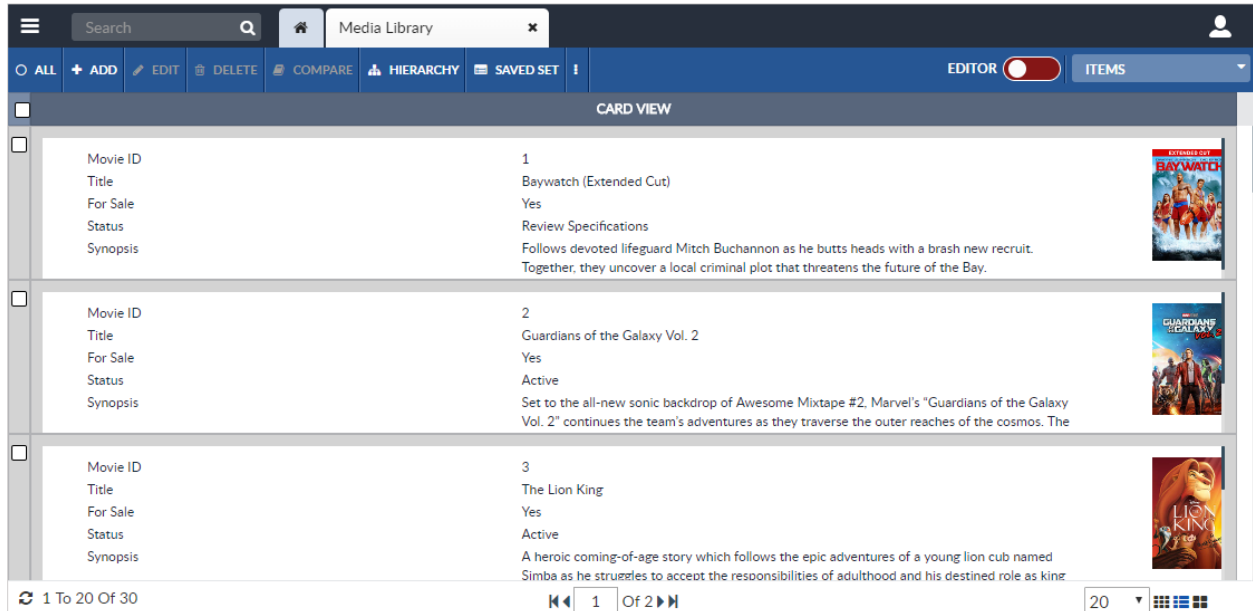 Search
Media Library
ALL ADD EDIT DELETE COMPARE HIERARCHY SAVED SET EDITOR ITEMS
CARD VIEW
Movie ID 1
Title Baywatch (Extended Cut)
For Sale Yes
Status Review Specifications
Synopsis Follows devoted lifeguard Mitch Buchannon as he butts heads with a brash new recruit.
Together, they uncover a local criminal plot that threatens the future of the Bay.
EXTENDED CUT
BAYWATCH
Movie ID 2
Title Guardians of the Galaxy Vol. 2
For Sale Yes
Status Active
Synopsis Set to the all-new sonic backdrop of Awesome Mixtape #2, Marvel's “Guardians of the Galaxy
Vol. 2” continues the team's adventures as they traverse the outer reaches of the cosmos. The
GUARDIANS
GALAXY
VOL. 2
Movie ID 3
Title The Lion King
For Sale Yes
Status Active
Synopsis A heroic coming-of-age story which follows the epic adventures of a young lion cub named
Simba as he struggles to accept the responsibilities of adulthood and his destined role as king
LION
KING
1 To 20 Of 30
1 Of 2
20